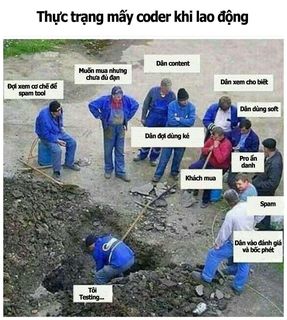 Thực trạng mấy coder khi lao động
Dân content
Muốn mua nhưng
chưa đủ đạn
Đợi xem cơ chế để
spam tool
Dân xem cho biết
Dân dùng soft
Dân đợi dùng ké
Pro ẩn
danh
Khách mua
Spam
Dân vào đánh giá
và bốc phét
Tôi
Testing...